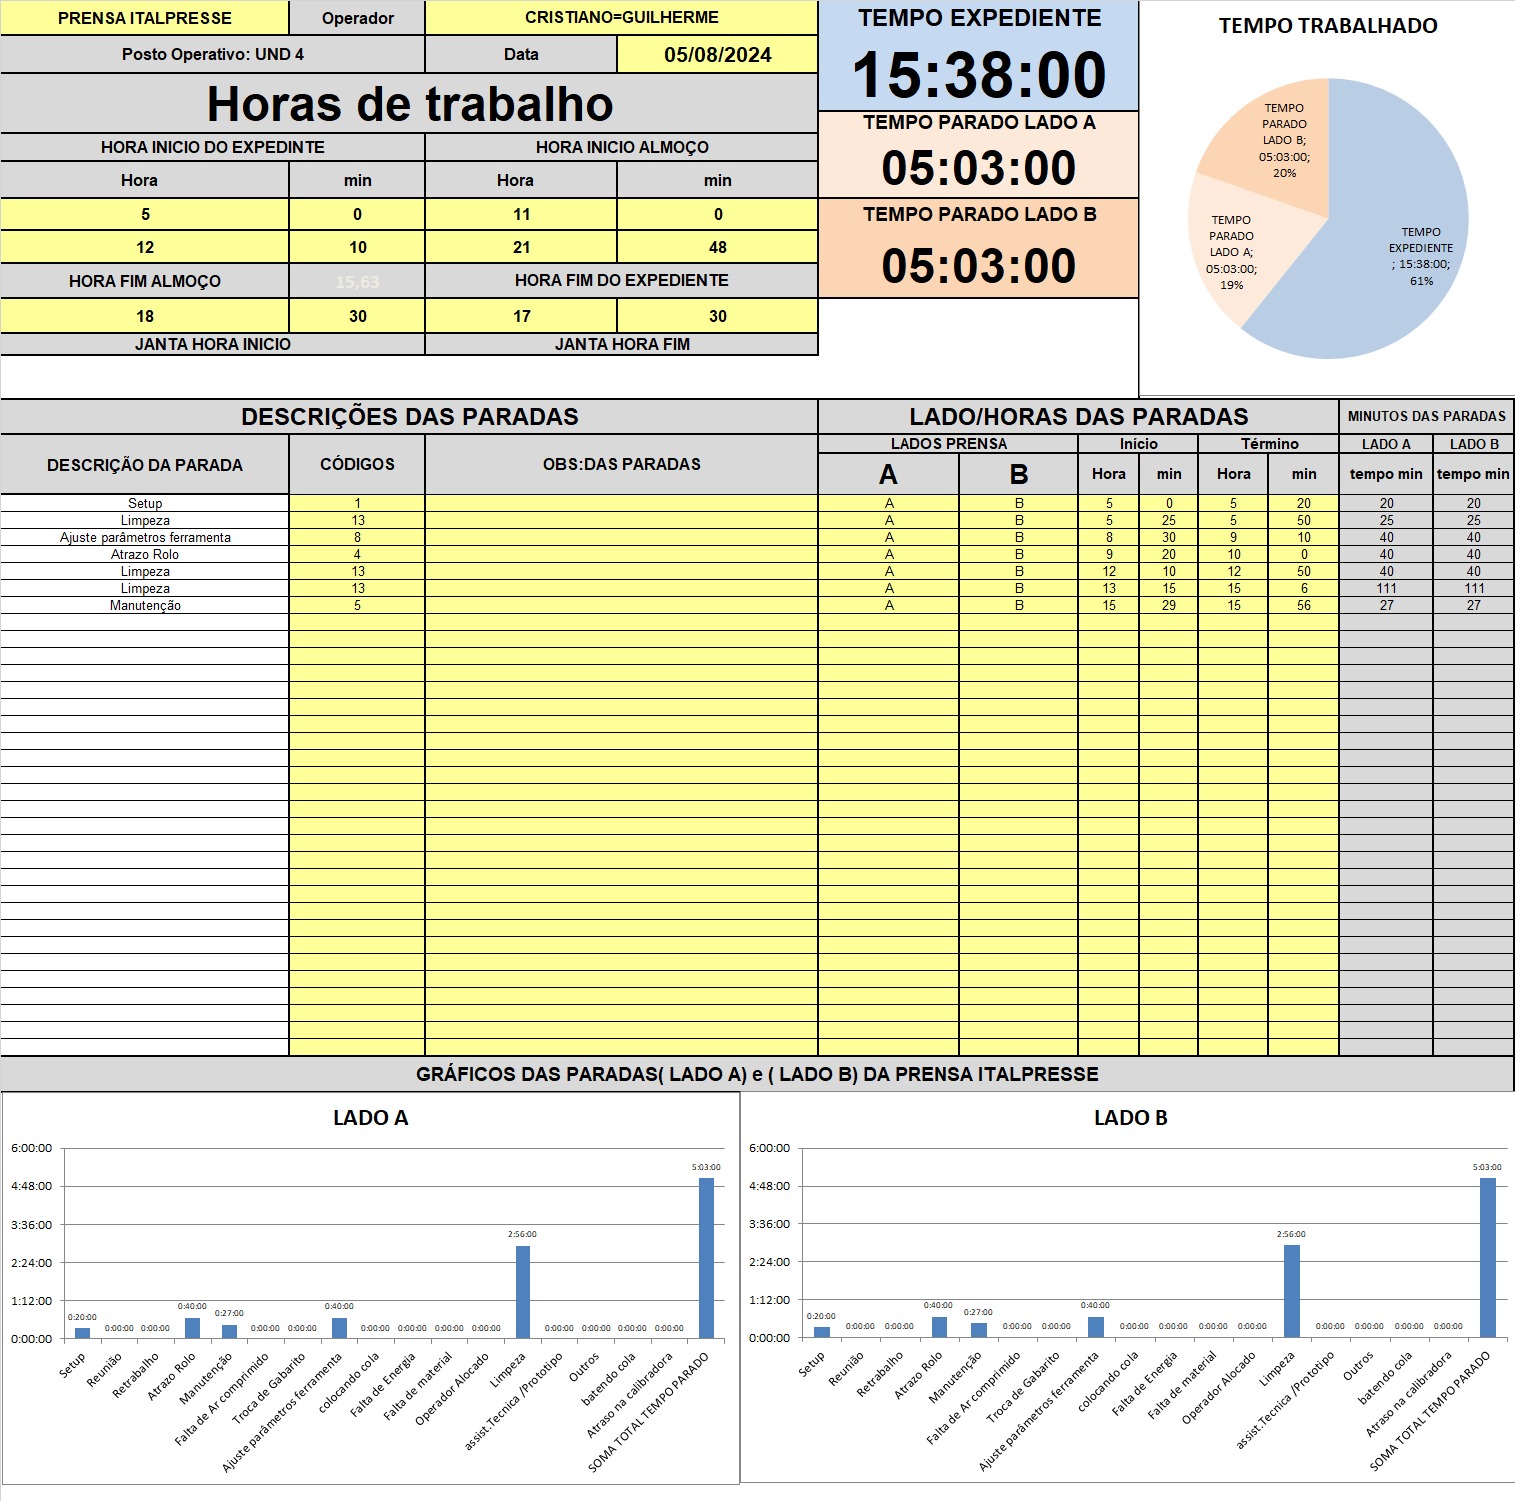 PRENSA ITALPRESSE Operador CRISTIANO=GUILHERME
Posto Operativo: UND 4 Data 05/08/2024
Horas de trabalho
HORA INICIO DO EXPEDINTE HORA INICIO ALMOÇO
Hora min Hora min
5 0 11 0
12 10 21 48
HORA FIM ALMOÇO 15,63 HORA FIM DO EXPEDIENTE
18 30 17 30
JANTA HORA INICIO JANTA HORA FIM
TEMPO EXPEDIENTE
15:38:00
TEMPO PARADO LADO A
05:03:00
TEMPO PARADO LADO B
05:03:00
TEMPO TRABALHADO
TEMPO
PARADO
LADO B;
05:03:00;
20%
TEMPO
PARADO
LADO A;
05:03:00;
19%
TEMPO
EXPEDIENTE
; 15:38:00;
61%
DESCRIÇÕES DAS PARADAS LADO/HORAS DAS PARADAS MINUTOS DAS PARADAS
LADOS PRENSA Início Término LADO A LADO B
DESCRIÇÃO DA PARADA CÓDIGOS OBS:DAS PARADAS A B Hora min Hora min tempo min tempo min
Setup 1 A B 5 0 5 20 20 20
Limpeza 13 A B 5 25 5 50 25 25
Ajuste parâmetros ferramenta 8 A B 8 30 9 10 40 40
Atrazo Rolo 4 A B 9 20 10 0 40 40
Limpeza 13 A B 12 10 12 50 40 40
Limpeza 13 A B 13 15 15 6 111 111
Manutenção 5 A B 15 29 15 56 27 27
GRÁFICOS DAS PARADAS( LADO A) e ( LADO B) DA PRENSA ITALPRESSE
LADO A
6:00:00
4:48:00
3:36:00
2:24:00
1:12:00
0:00:00
0:20:00 0:00:00 0:00:00 0:40:00 0:27:00 0:00:00 0:00:00 0:40:00 0:00:00 0:00:00 0:00:00 0:00:00 2:56:00 0:00:00 0:00:00 0:00:00 0:00:00 5:03:00
Setup
Reunião
Retrabalho
Atrazo Rolo
Manutenção
Falta de Ar comprimido
Troca de Gabarito
Ajuste parâmetros ferramenta
colocando cola
Falta de Energia
Falta de material
Operador Alocado
Limpeza
assist.Tecnica /Prototipo
Outros
batendo cola
Atraso na calibradora
SOMA TOTAL TEMPO PARADO
LADO B
6:00:00
4:48:00
3:36:00
2:24:00
1:12:00
0:00:00
0:20:00 0:00:00 0:00:00 0:40:00 0:27:00 0:00:00 0:00:00 0:40:00 0:00:00 0:00:00 0:00:00 0:00:00 2:56:00 0:00:00 0:00:00 0:00:00 0:00:00 5:03:00
Setup
Reunião
Retrabalho
Atrazo Rolo
Manutenção
Falta de Ar comprimido
Troca de Gabarito
Ajuste parâmetros ferramenta
colocando cola
Falta de Energia
Falta de material
Operador Alocado
Limpeza
assist.Tecnica /Prototipo
Outros
batendo cola
Atraso na calibradora
SOMA TOTAL TEMPO PARADO